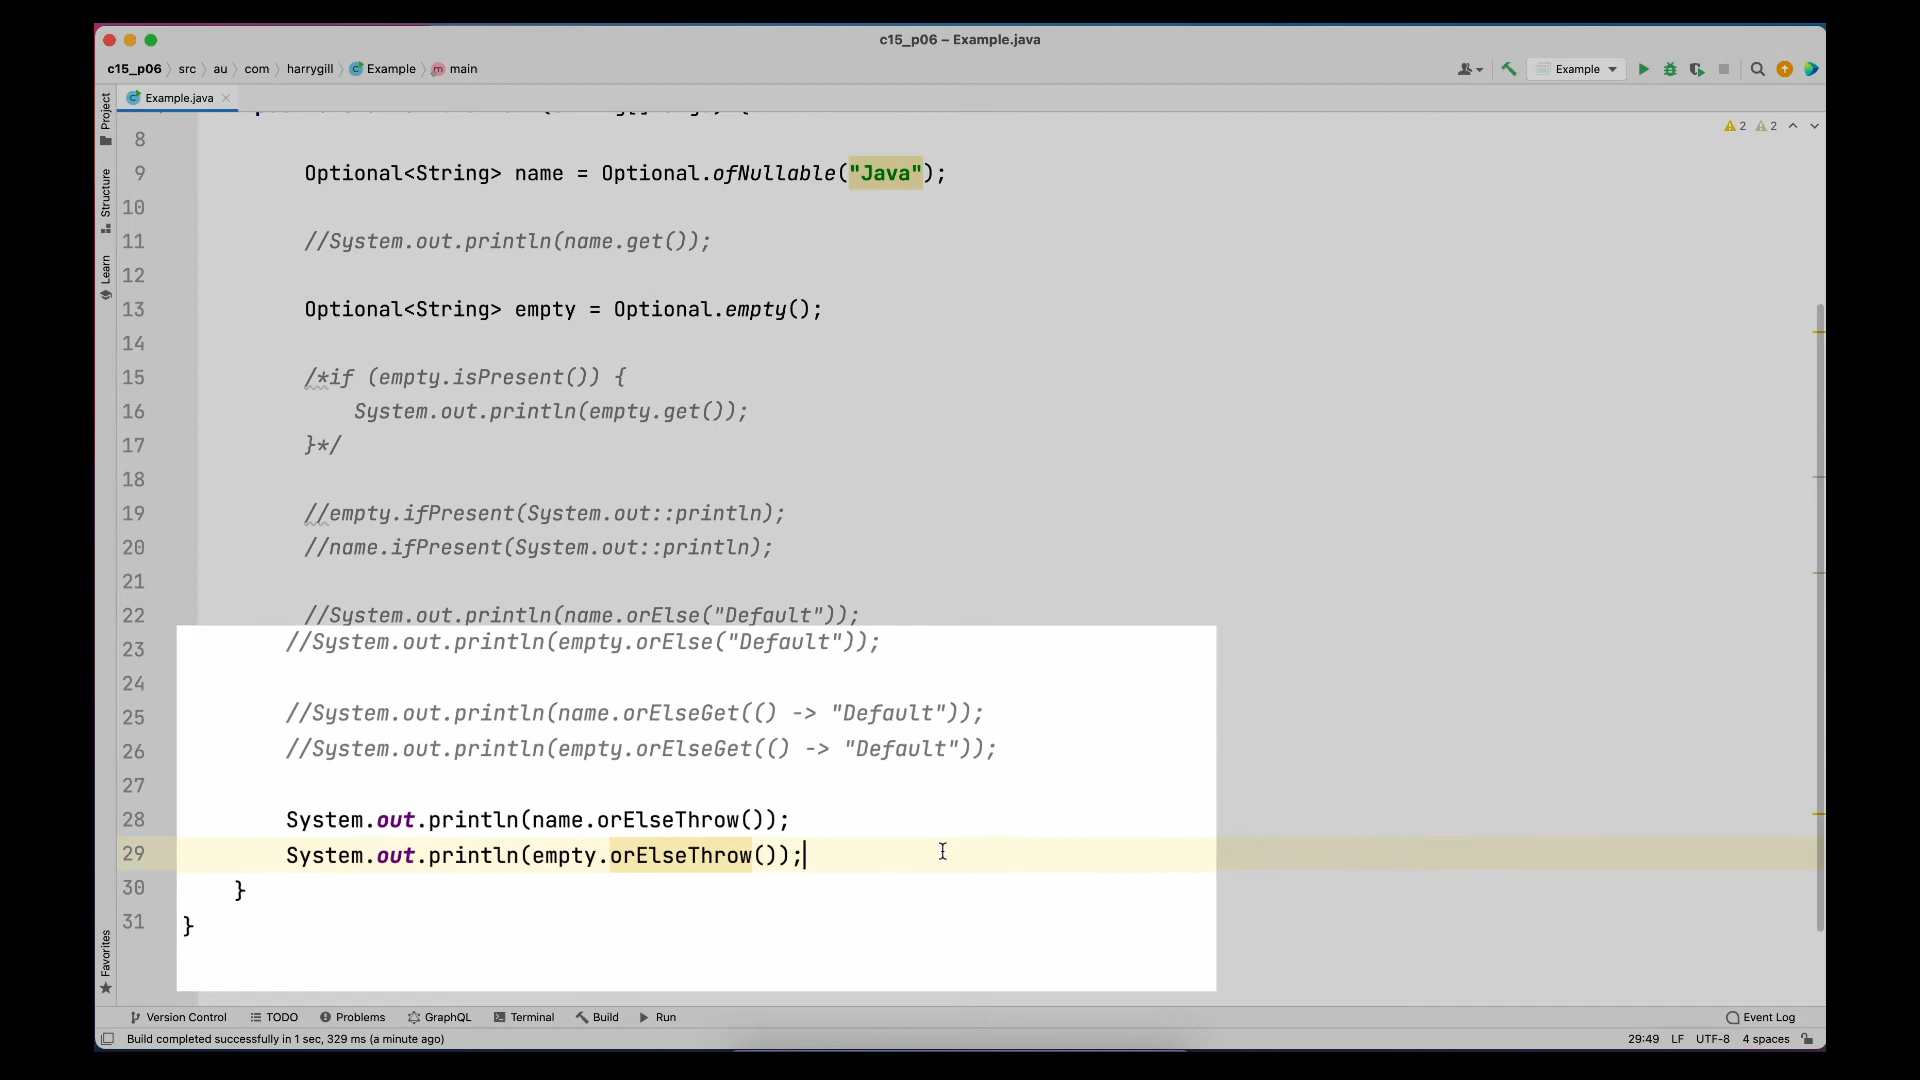 c15_p06 – Example.java
c15_p06 src au com harrygill Example main
Example
Example.java
Project
Structure
Learn
Favorites
2 2
8
9 Optional<String> name = Optional.ofNullable("Java");
10
11 //System.out.println(name.get());
12
13 Optional<String> empty = Optional.empty();
14
15 /*if (empty.isPresent()) {
16 System.out.println(empty.get());
17 }*/
18
19 //empty.ifPresent(System.out::println);
20 //name.ifPresent(System.out::println);
21
22 //System.out.println(name.orElse("Default"));
23 //System.out.println(empty.orElse("Default"));
24
25 //System.out.println(name.orElseGet(() -> "Default"));
26 //System.out.println(empty.orElseGet(() -> "Default"));
27
28 System.out.println(name.orElseThrow());
29 System.out.println(empty.orElseThrow());
30 }
31 }
Version Control TODO Problems GraphQL Terminal Build Run Event Log
Build completed successfully in 1 sec, 329 ms (a minute ago) 29:49 LF UTF-8 4 spaces